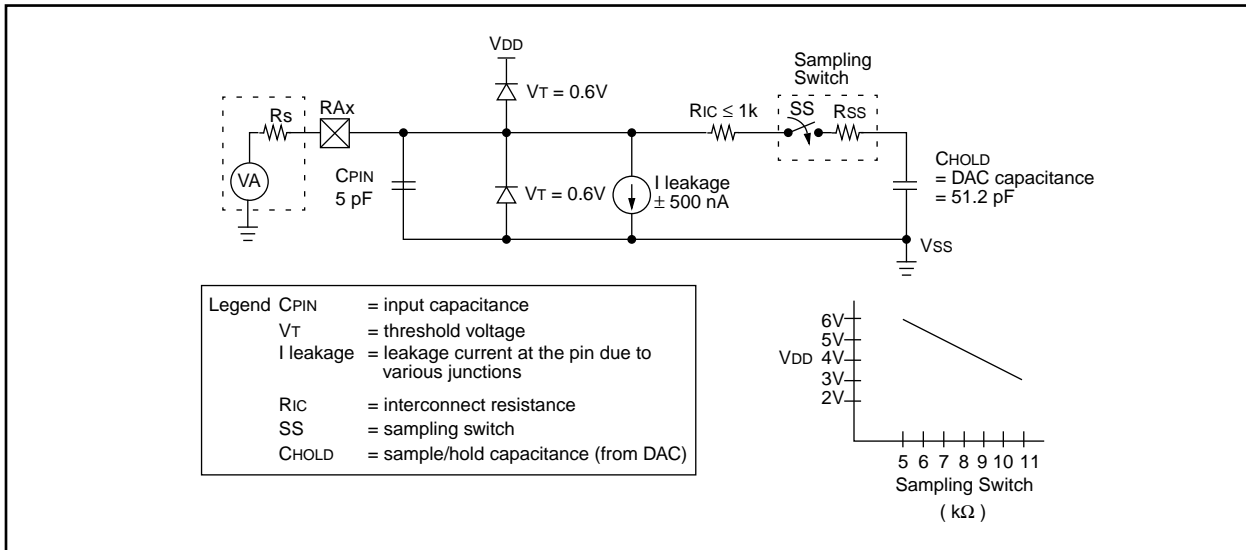 VDD
VT = 0.6V
Sampling
Switch
Rs
RAx
RIC ≤ 1k
SS
RSS
VA
CPIN
5 pF
VT = 0.6V
I leakage
± 500 nA
CHOLD
= DAC capacitance
= 51.2 pF
VSS
Legend CPIN = input capacitance
VT = threshold voltage
I leakage = leakage current at the pin due to
various junctions
RIC = interconnect resistance
SS = sampling switch
CHOLD = sample/hold capacitance (from DAC)
6V
5V
VDD 4V
3V
2V
5 6 7 8 9 10 11
Sampling Switch
( kΩ )